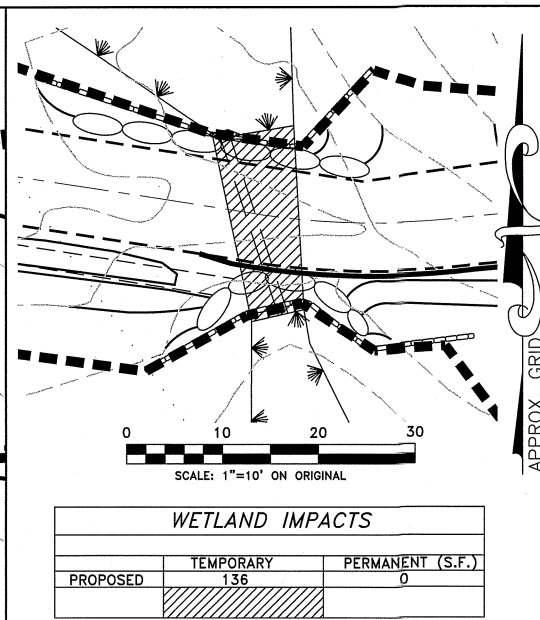 0 10 20 30
SCALE: 1"=10' ON ORIGINAL
APPROX GRID
WETLAND IMPACTS
TEMPORARY PERMANENT (S.F.)
PROPOSED 136 0